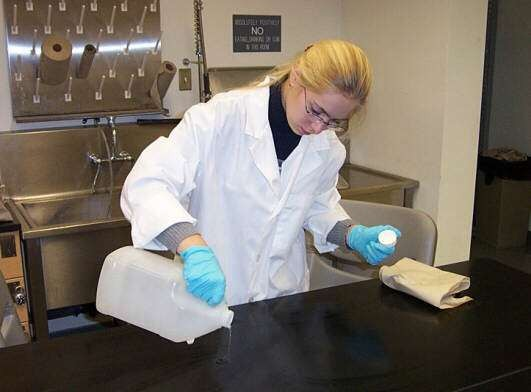 ABSOLUTELY POSITIVELY
NO
EATING, DRINKING OR GUM
IN THIS ROOM